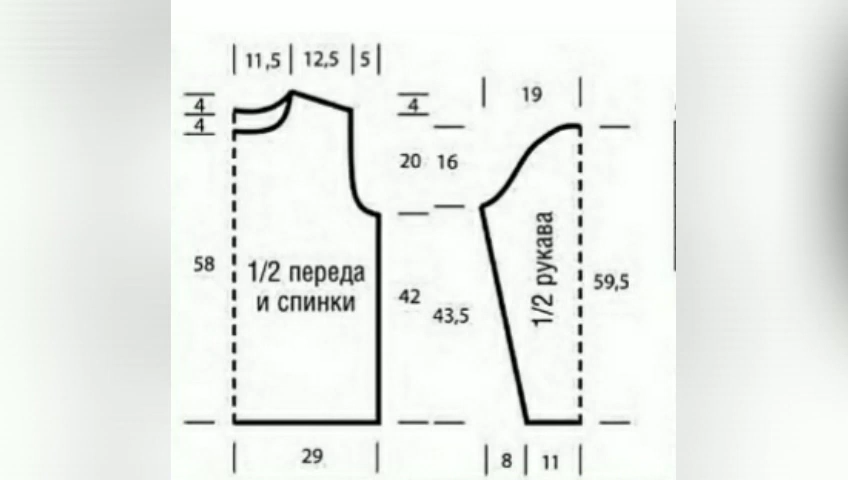 11,5 12,5 5
19
4
4
4
20 16
58
1/2 переда
и спинки
1/2 рукава
42
43,5
59,5
29
8 11